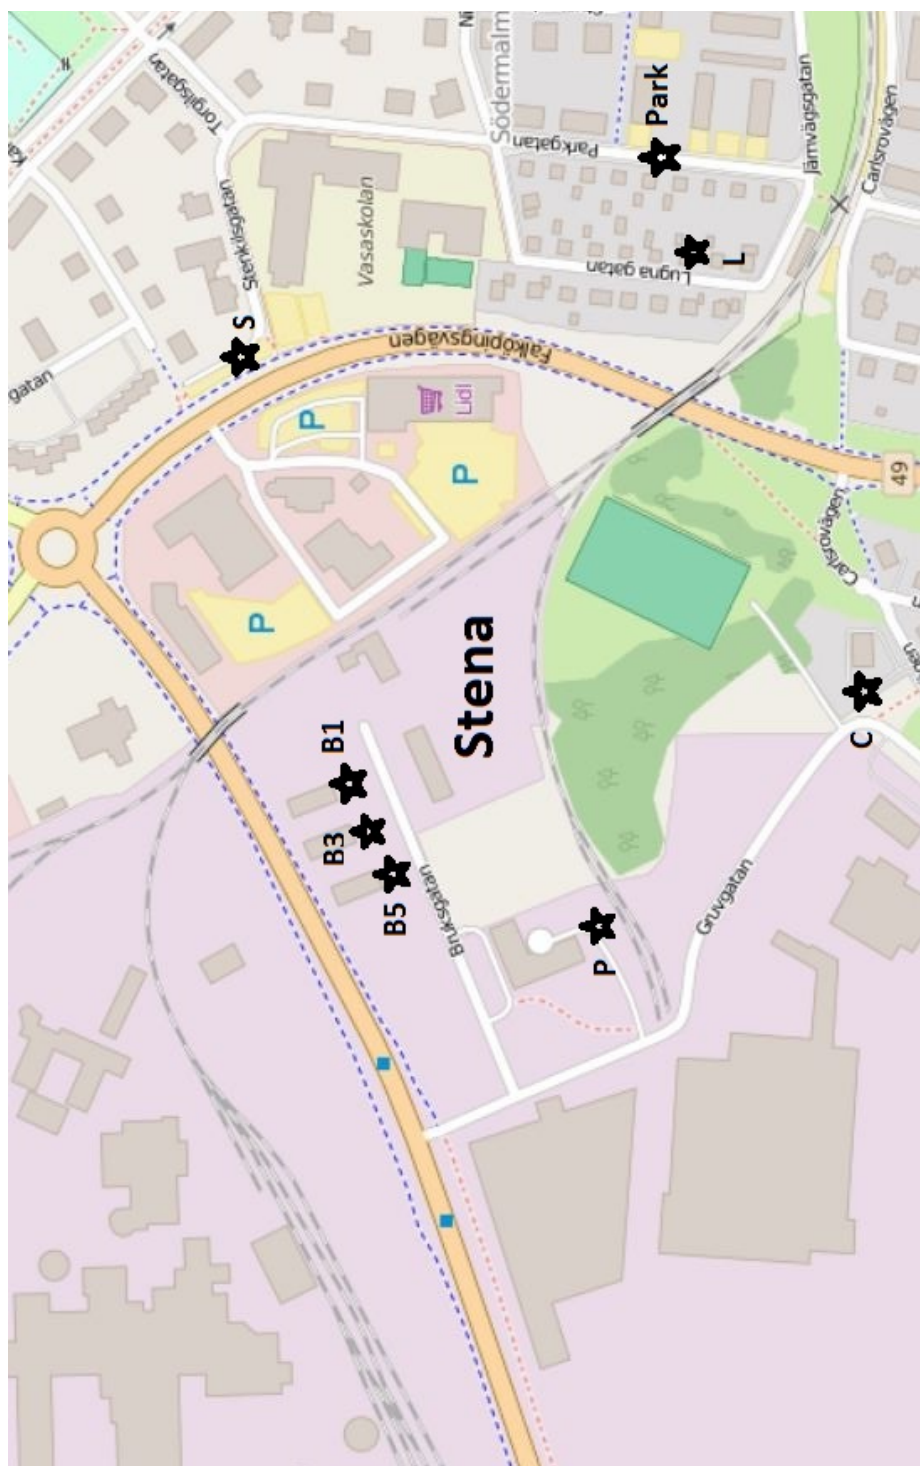 Torgilsgatan
Stenkilsgatan
gatan
Vasaskolan
Södermalm
Parkgatan
Park
Järnvägsgatan
Carlsrovägen
Lugna gatan
L
S
Falköpingsvägen
Lidl
P
P
P
49
Carlsrovägen
Stena
B1
B3
B5
Bruksgatan
P
Gruvgatan
C